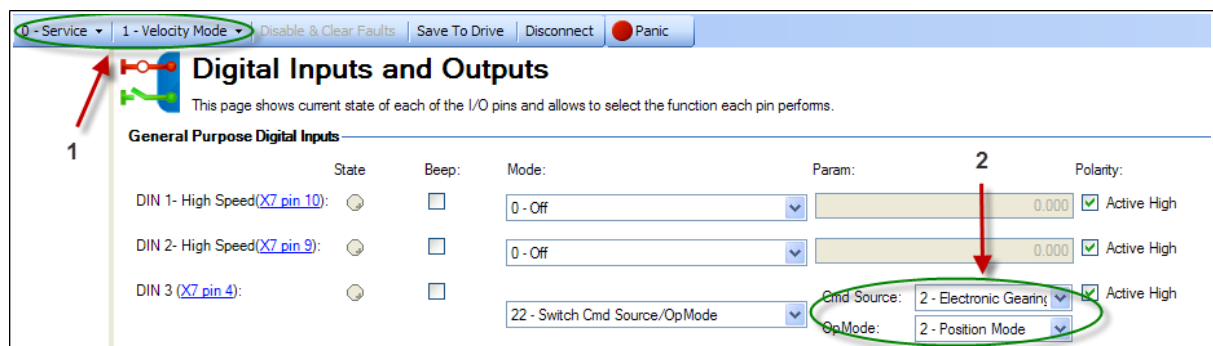 0 - Service 1 - Velocity Mode Disable & Clear Faults Save To Drive Disconnect Panic
Digital Inputs and Outputs
This page shows current state of each of the I/O pins and allows to select the function each pin performs.
1
General Purpose Digital Inputs
2
State Beep: Mode: Param: Polarity:
DIN 1- High Speed(X7 pin 10): 0 - Off 0.000 Active High
DIN 2- High Speed(X7 pin 9): 0 - Off 0.000 Active High
DIN 3 (X7 pin 4): 22 - Switch Cmd Source/OpMode Cmd Source: 2 - Electronic Gearing Active High
OpMode: 2 - Position Mode